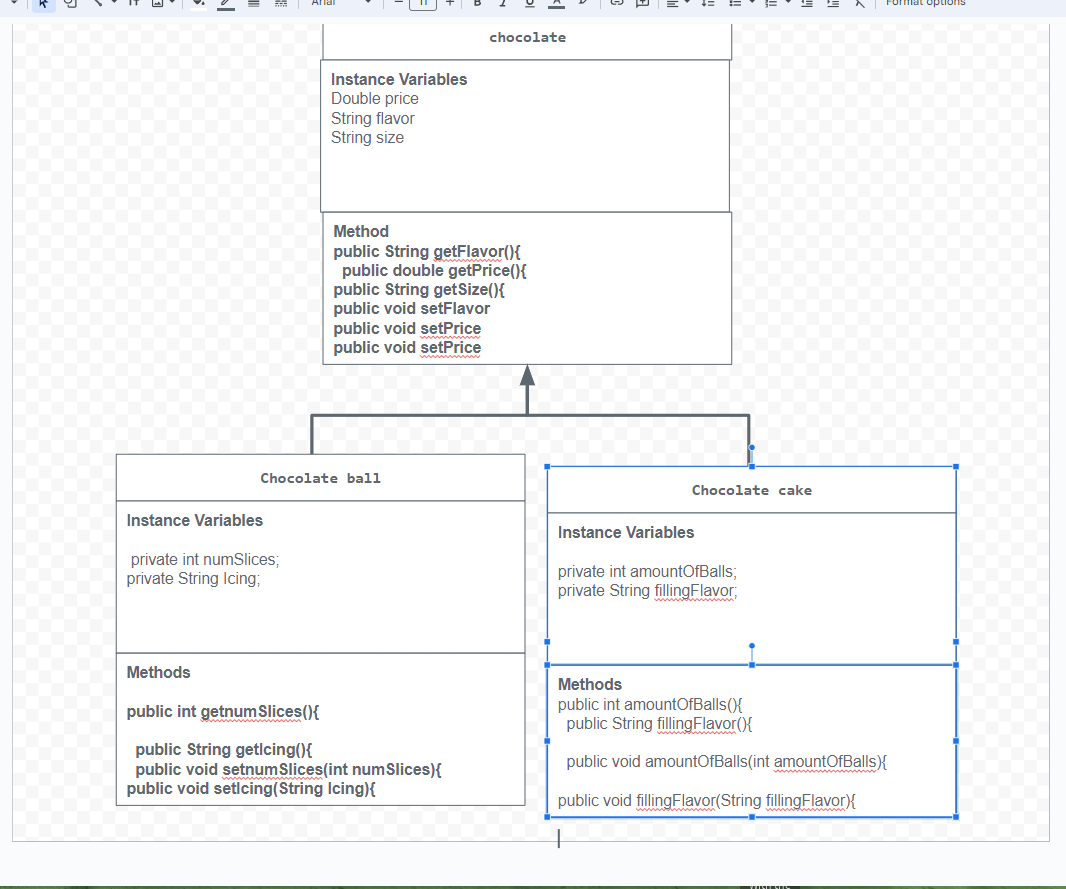 Arial
11
B I U A
Format options
chocolate
Instance Variables
Double price
String flavor
String size
Method
public String getFlavor(){
public double getPrice(){
public String getSize(){
public void setFlavor
public void setPrice
public void setPrice
Chocolate ball
Instance Variables
private int numSlices;
private String Icing;
Methods
public int getnumSlices(){
public String getIcing(){
public void setnumSlices(int numSlices){
public void setIcing(String Icing){
Chocolate cake
Instance Variables
private int amountOfBalls;
private String fillingFlavor;
Methods
public int amountOfBalls(){
public String fillingFlavor(){
public void amountOfBalls(int amountOfBalls){
public void fillingFlavor(String fillingFlavor){